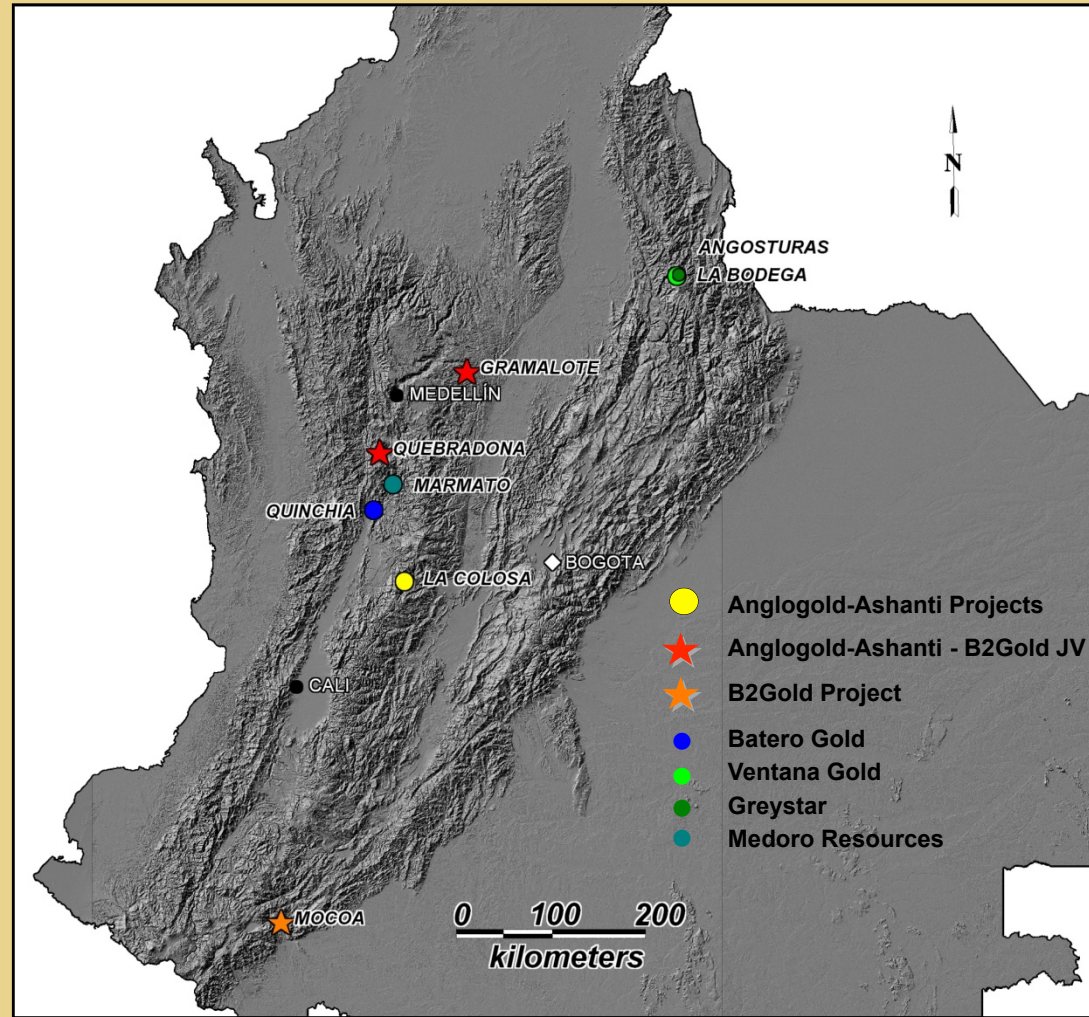 N
ANGOSTURAS
LA BODEGA
GRAMALOTE
MEDELLÍN
QUEBRADONA
MARMATO
QUINCHIA
BOGOTA
LA COLOSA
Anglogold-Ashanti Projects
Anglogold-Ashanti - B2Gold JV
CALI
B2Gold Project
Batero Gold
Ventana Gold
Greystar
Medoro Resources
MOCOA
0 100 200
kilometers